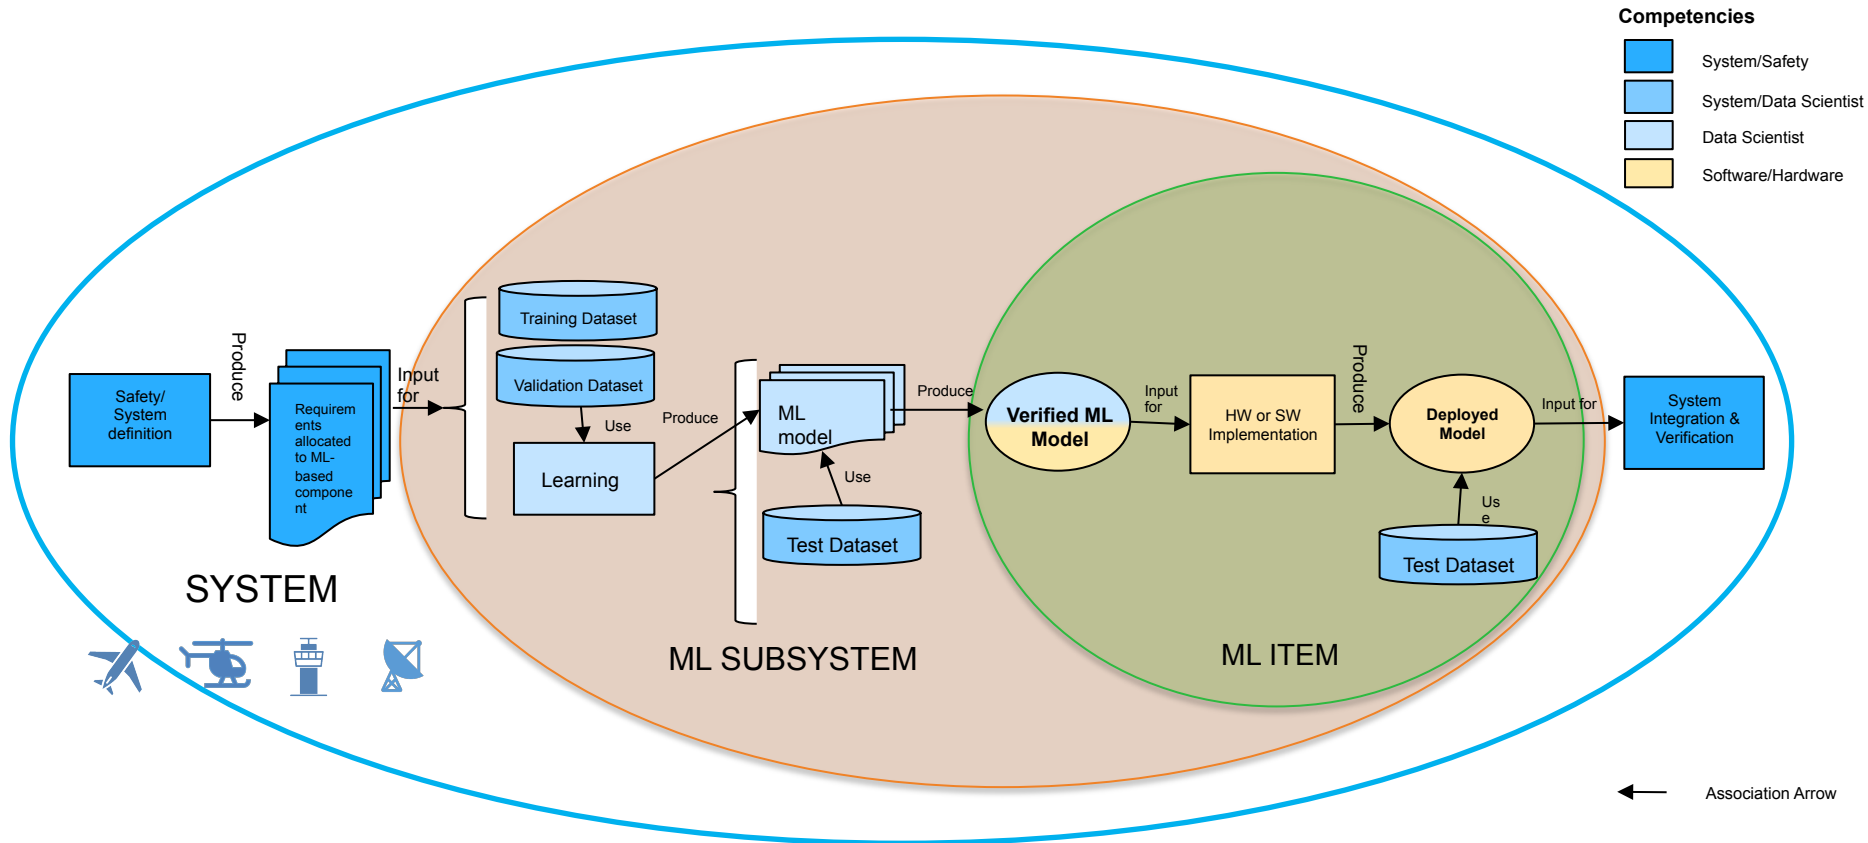 Competencies
System/Safety
System/Data Scientist
Data Scientist
Software/Hardware
Safety/
System
definition
Produce
Requirem
ents
allocated
to ML-
based
compone
nt
Input
for
Training Dataset
Validation Dataset
Use
Learning
Produce
ML
model
Use
Test Dataset
Produce
Verified ML
Model
Input
for
HW or SW
Implementation
Produce
Deployed
Model
Us
e
Test Dataset
Input for
System
Integration &
Verification
SYSTEM
ML SUBSYSTEM
ML ITEM
Association Arrow